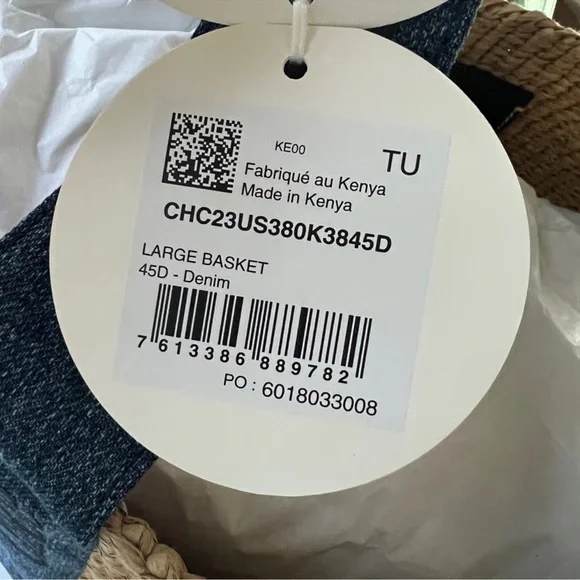 KE00
TU
Fabriqué au Kenya
Made in Kenya
CHC23US380K3845D
LARGE BASKET
45D - Denim
7 613386 889782
PO : 6018033008